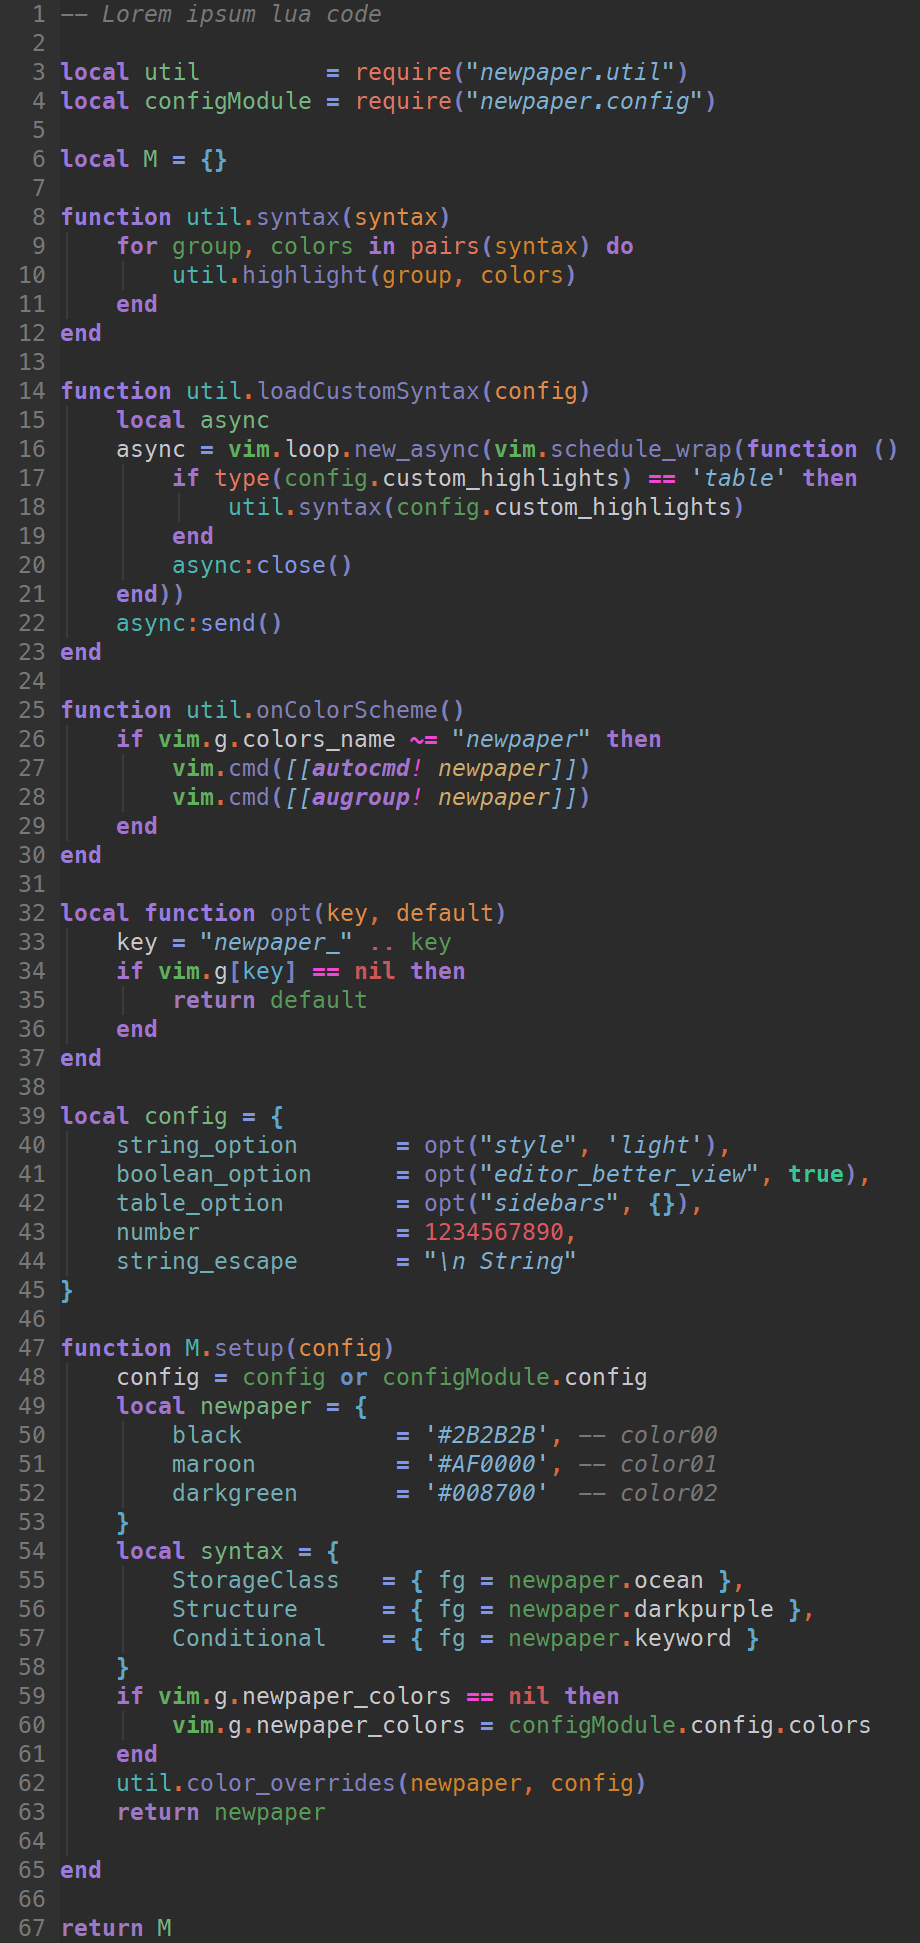 1 -- Lorem ipsum lua code
2
3 local util         = require("newpaper.util")
4 local configModule = require("newpaper.config")
5
6 local M = {}
7
8 function util.syntax(syntax)
9     for group, colors in pairs(syntax) do
10         util.highlight(group, colors)
11     end
12 end
13
14 function util.loadCustomSyntax(config)
15     local async
16     async = vim.loop.new_async(vim.schedule_wrap(function ()
17         if type(config.custom_highlights) == 'table' then
18             util.syntax(config.custom_highlights)
19         end
20         async:close()
21     end))
22     async:send()
23 end
24
25 function util.onColorScheme()
26     if vim.g.colors_name ~= "newpaper" then
27         vim.cmd([[autocmd! newpaper]])
28         vim.cmd([[augroup! newpaper]])
29     end
30 end
31
32 local function opt(key, default)
33     key = "newpaper_" .. key
34     if vim.g[key] == nil then
35         return default
36     end
37 end
38
39 local config = {
40     string_option       = opt("style", 'light'),
41     boolean_option      = opt("editor_better_view", true),
42     table_option        = opt("sidebars", {}),
43     number              = 1234567890,
44     string_escape       = "\n String"
45 }
46
47 function M.setup(config)
48     config = config or configModule.config
49     local newpaper = {
50         black           = '#2B2B2B', -- color00
51         maroon          = '#AF0000', -- color01
52         darkgreen       = '#008700'  -- color02
53     }
54     local syntax = {
55         StorageClass   = { fg = newpaper.ocean },
56         Structure      = { fg = newpaper.darkpurple },
57         Conditional    = { fg = newpaper.keyword }
58     }
59     if vim.g.newpaper_colors == nil then
60         vim.g.newpaper_colors = configModule.config.colors
61     end
62     util.color_overrides(newpaper, config)
63     return newpaper
64
65 end
66
67 return M